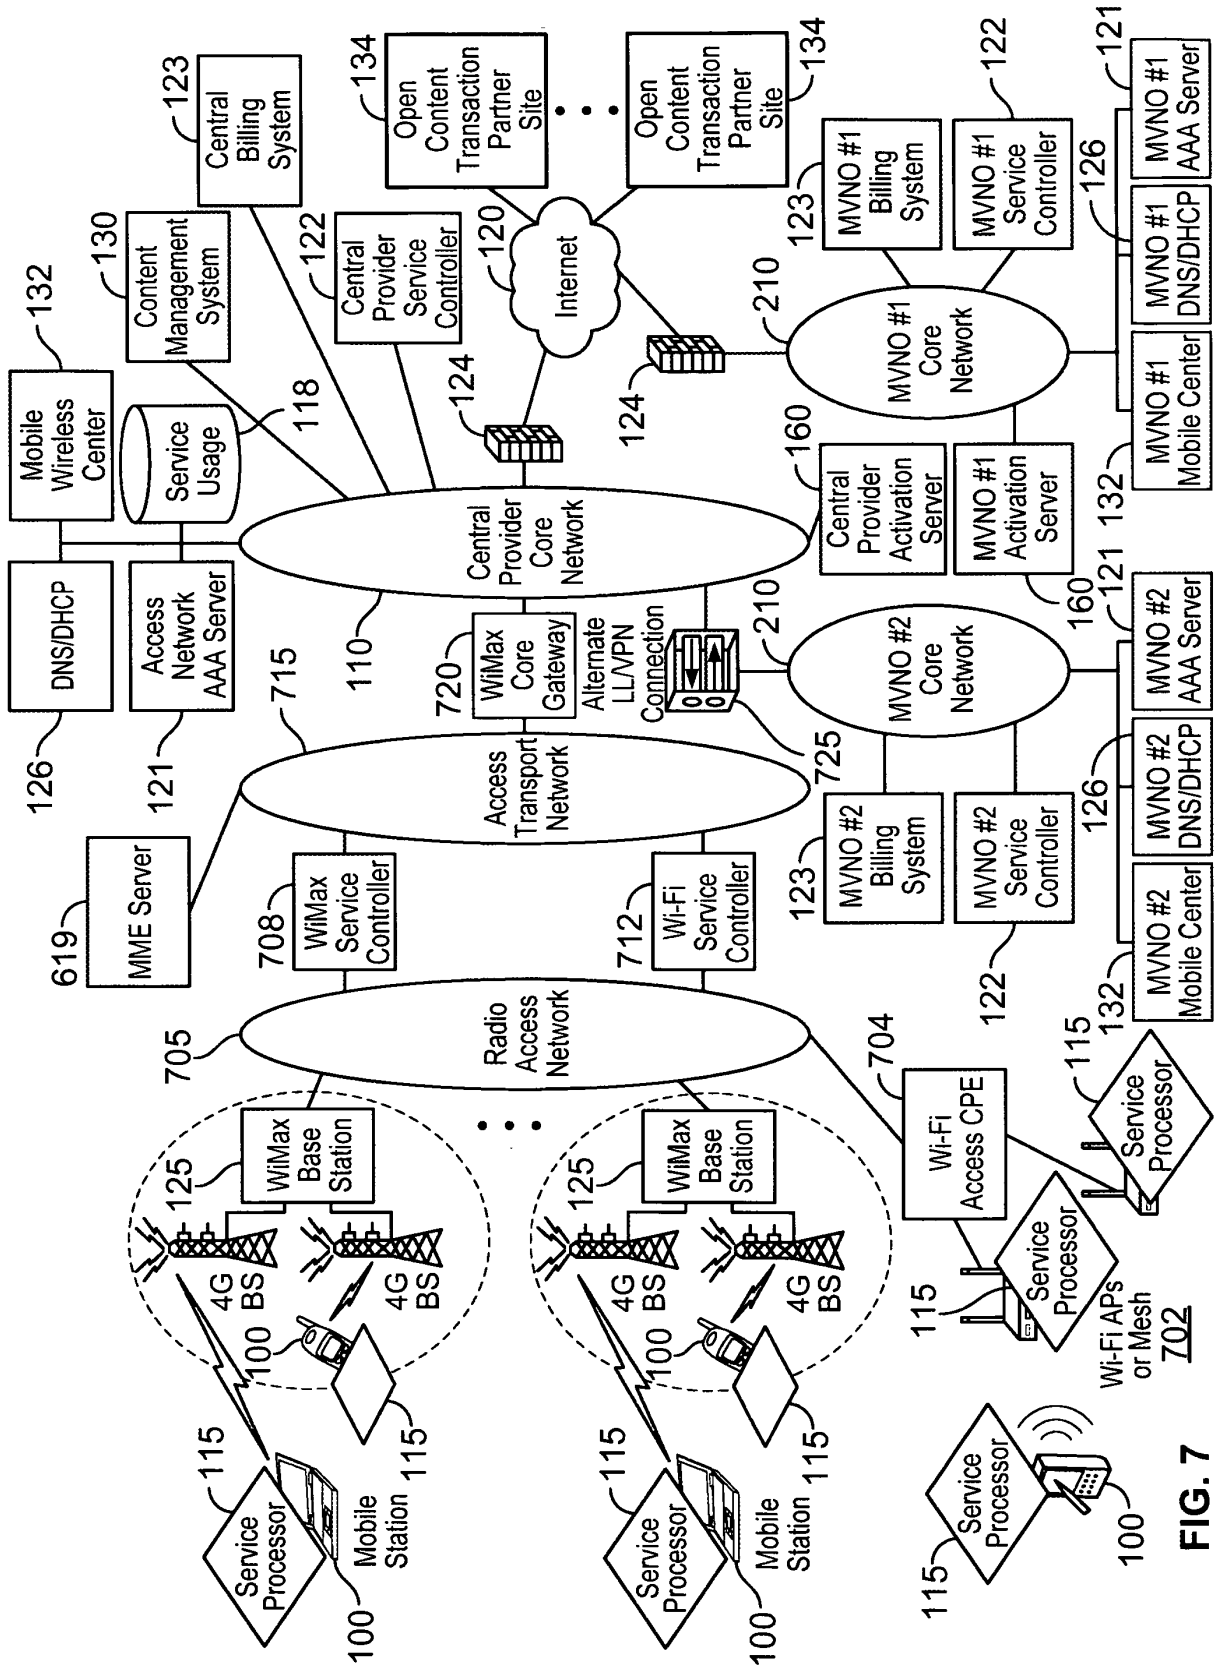 126
DNS/DHCP
Mobile
Wireless
Center
132
121
Access
Network
AAA Server
Service
Usage
118
Content
Management
System
130
Central
Billing
System
123
619
MME Server
715
Access
Transport
Network
110
Central
Provider
Core
Network
Central
Provider
Service
Controller
122
720
WiMax
Core
Gateway
124
120
Internet
Open
Content
Transaction
Partner
Site
134
Open
Content
Transaction
Partner
Site
134
Alternate
LL/VPN
Connection
725
124
160
Central
Provider
Activation
Server
705
Radio
Access
Network
708
WiMax
Service
Controller
712
Wi-Fi
Service
Controller
125
WiMax
Base
Station
4G
BS
4G
BS
100
115
115
Service
Processor
100
Mobile
Station
125
WiMax
Base
Station
4G
BS
4G
BS
100
115
115
Service
Processor
100
Mobile
Station
704
Wi-Fi
Access CPE
115
Service
Processor
115
Service
Processor
Wi-Fi APs
or Mesh
702
115
Service
Processor
100
210
MVNO #2
Core
Network
123
MVNO #2
Billing
System
122
MVNO #2
Service
Controller
132
MVNO #2
Mobile Center
126
MVNO #2
DNS/DHCP
121
MVNO #2
AAA Server
210
MVNO #1
Core
Network
160
MVNO #1
Activation
Server
123
MVNO #1
Billing
System
122
MVNO #1
Service
Controller
132
MVNO #1
Mobile Center
126
MVNO #1
DNS/DHCP
121
MVNO #1
AAA Server
FIG. 7